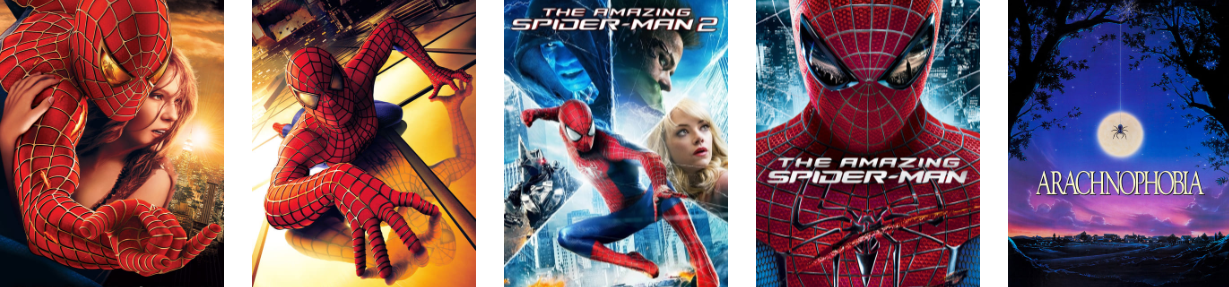 THE AMAZING
SPIDER-MAN 2
THE AMAZING
SPIDER-MAN
ARACHNOPHOBIA